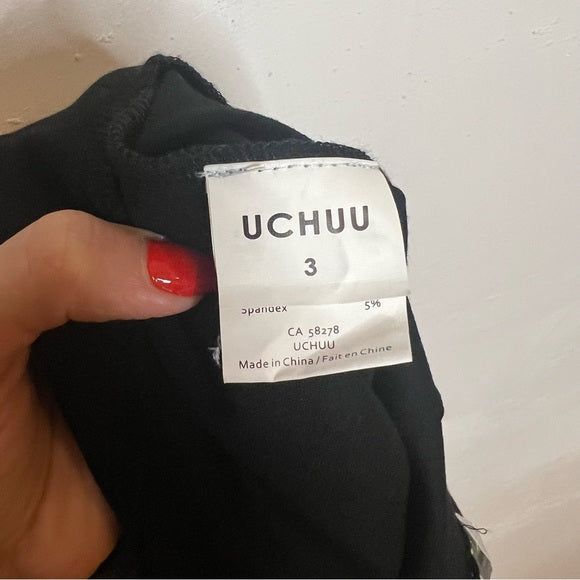 UCHUU
3
Spandex 5%
CA 58278
UCHUU
Made in China / Fait en Chine